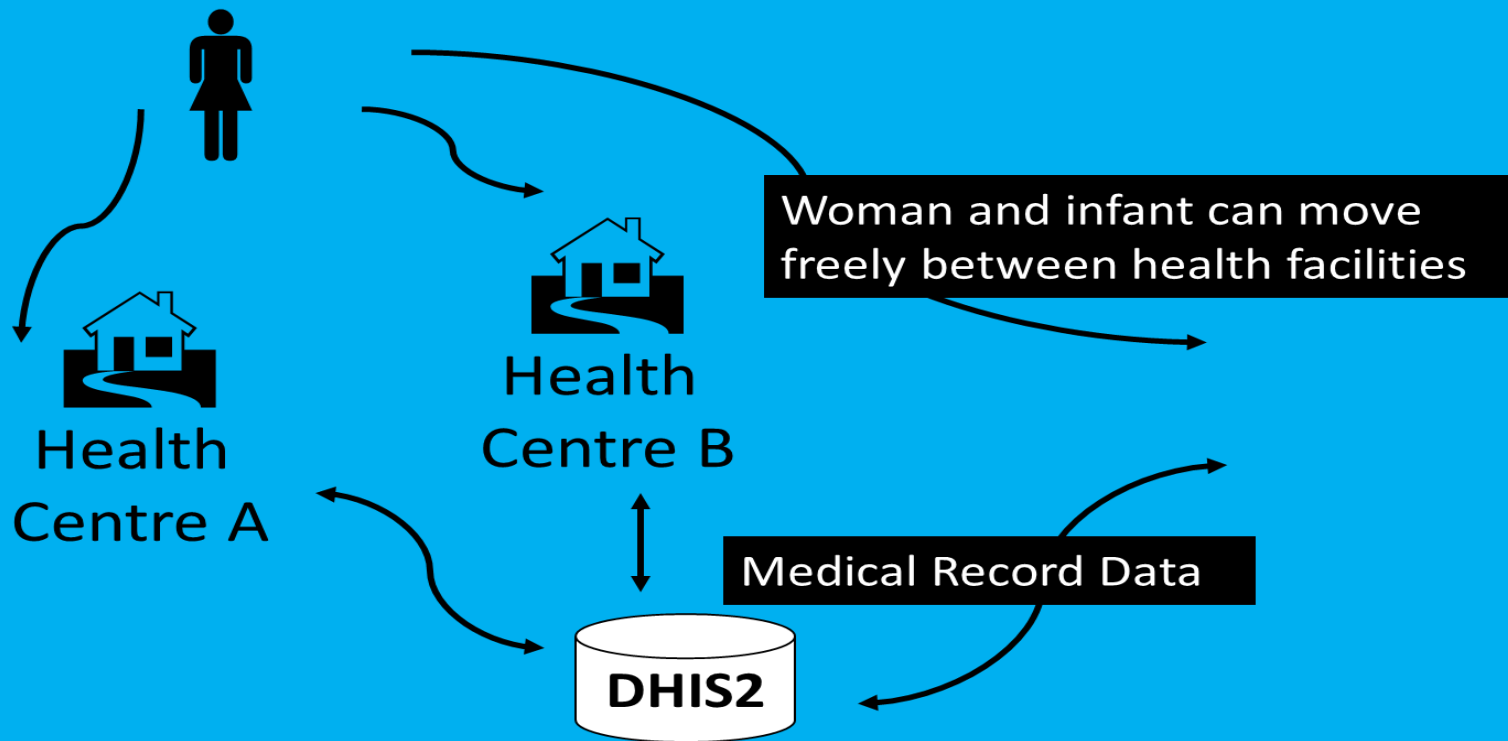 Woman and infant can move
freely between health facilities
Health
Centre B
Health
Centre A
Medical Record Data
DHIS2